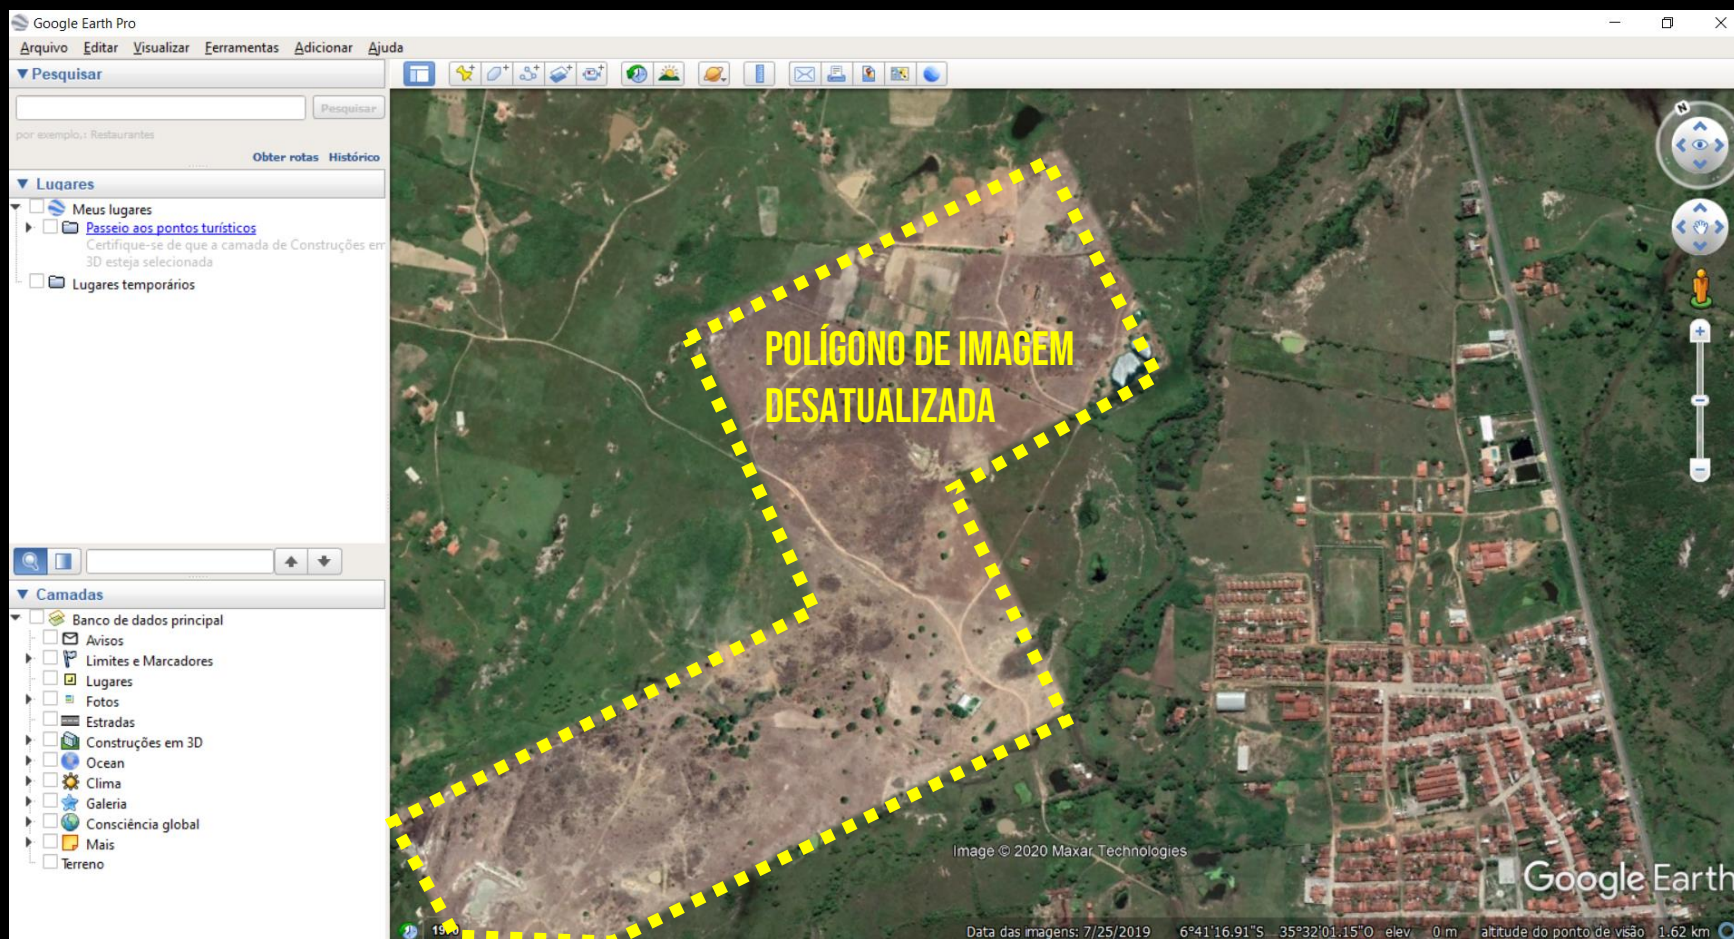 Google Earth Pro
Arquivo Editar Visualizar Ferramentas Adicionar Ajuda
Pesquisar
Pesquisar
por exemplo,: Restaurantes
Obter rotas Histórico
Lugares
Meus lugares
Passeio aos pontos turísticos
Certifique-se de que a camada de Construções em
3D esteja selecionada
Lugares temporários
Camadas
Banco de dados principal
Avisos
Limites e Marcadores
Lugares
Fotos
Estradas
Construções em 3D
Ocean
Clima
Galeria
Consciência global
Mais
Terreno
N
POLÍGONO DE IMAGEM
DESATUALIZADA
Image © 2020 Maxar Technologies
Google Earth
Data das imagens: 7/25/2019 6°41'16.91"S 35°32'01.15"O elev 0 m altitude do ponto de visão 1.62 km